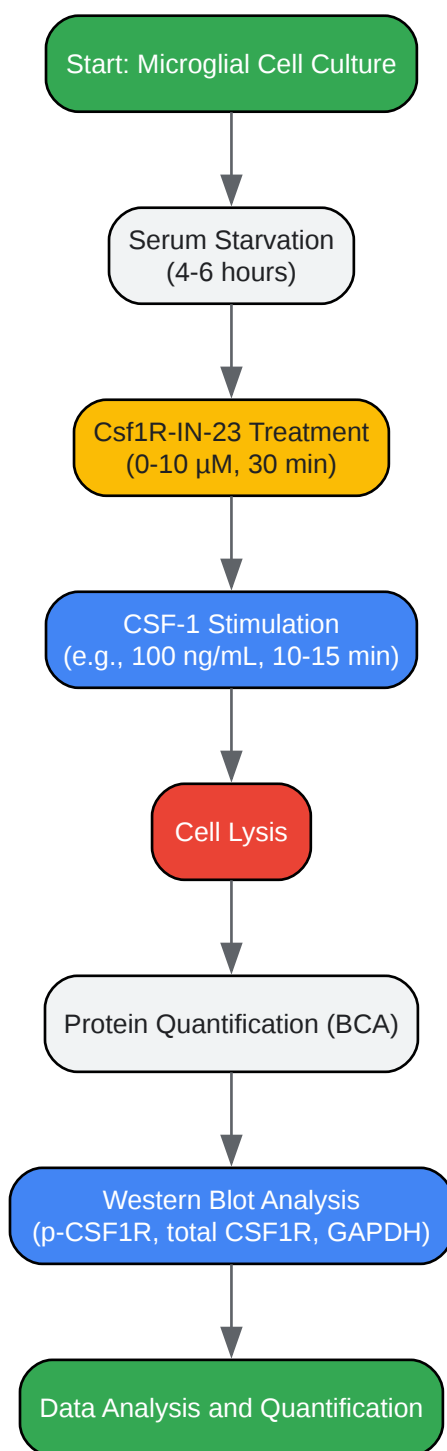 Start: Microglial Cell Culture
Serum Starvation
(4-6 hours)
Csf1R-IN-23 Treatment
(0-10 µM, 30 min)
CSF-1 Stimulation
(e.g., 100 ng/mL, 10-15 min)
Cell Lysis
Protein Quantification (BCA)
Western Blot Analysis
(p-CSF1R, total CSF1R, GAPDH)
Data Analysis and Quantification